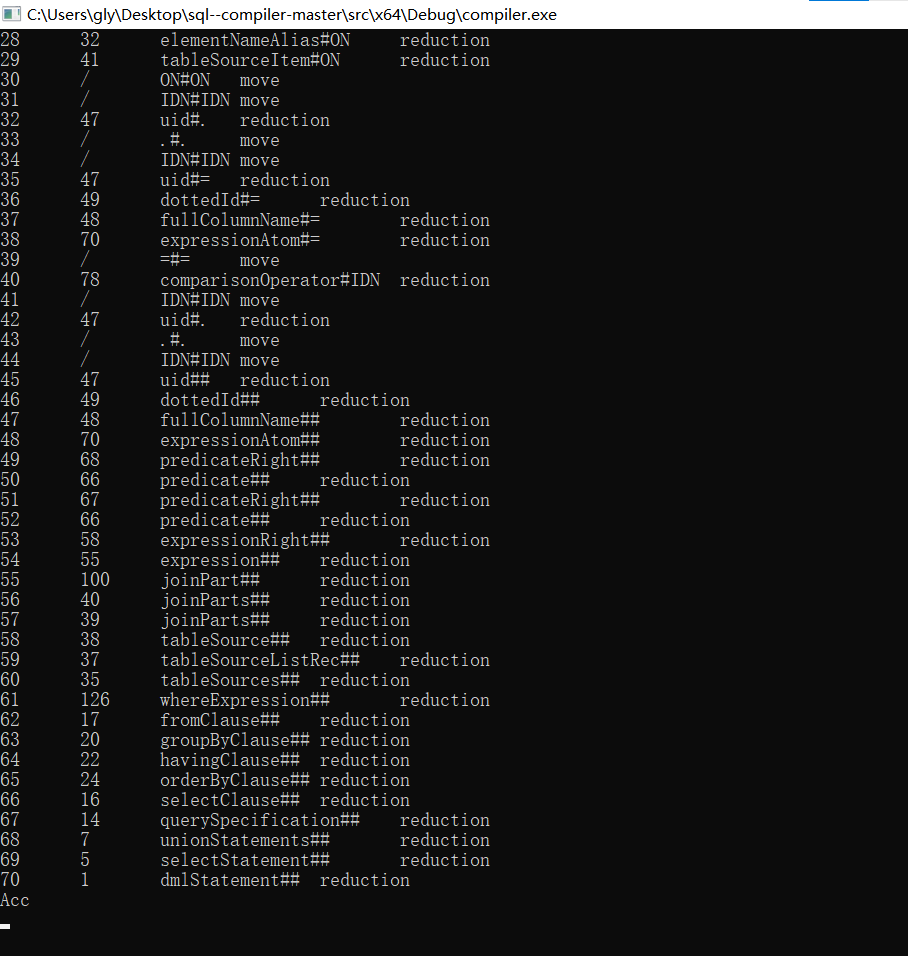 C:\Users\gly\Desktop\sql--compiler-master\src\x64\Debug\compiler.exe
28 32 elementNameAlias#ON reduction
29 41 tableSourceItem#ON reduction
30 / ON#ON move
31 / IDN#IDN move
32 47 uid#. reduction
33 / .#. move
34 / IDN#IDN move
35 47 uid#= reduction
36 49 dottedId#= reduction
37 48 fullColumnName#= reduction
38 70 expressionAtom#= reduction
39 / =#= move
40 78 comparisonOperator#IDN reduction
41 / IDN#IDN move
42 47 uid#. reduction
43 / .#. move
44 / IDN#IDN move
45 47 uid## reduction
46 49 dottedId## reduction
47 48 fullColumnName## reduction
48 70 expressionAtom## reduction
49 68 predicateRight## reduction
50 66 predicate## reduction
51 67 predicateRight## reduction
52 66 predicate## reduction
53 58 expressionRight## reduction
54 55 expression## reduction
55 100 joinPart## reduction
56 40 joinParts## reduction
57 39 joinParts## reduction
58 38 tableSource## reduction
59 37 tableSourceListRec## reduction
60 35 tableSources## reduction
61 126 whereExpression## reduction
62 17 fromClause## reduction
63 20 groupByClause## reduction
64 22 havingClause## reduction
65 24 orderByClause## reduction
66 16 selectClause## reduction
67 14 querySpecification## reduction
68 7 unionStatements## reduction
69 5 selectStatement## reduction
70 1 dmlStatement## reduction
Acc